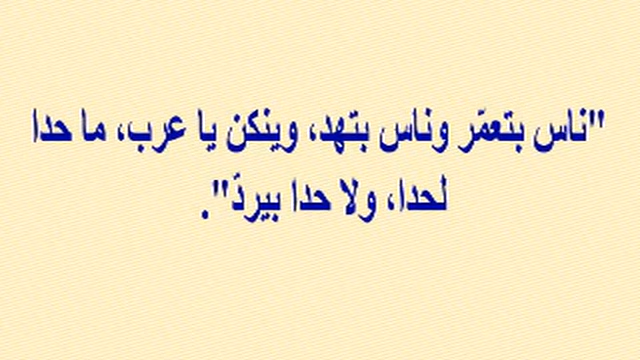 "ناس بتعمّر وناس بتهد، وينكن يا عرب، ما حدا
لحدا، ولا حدا بيردّ".